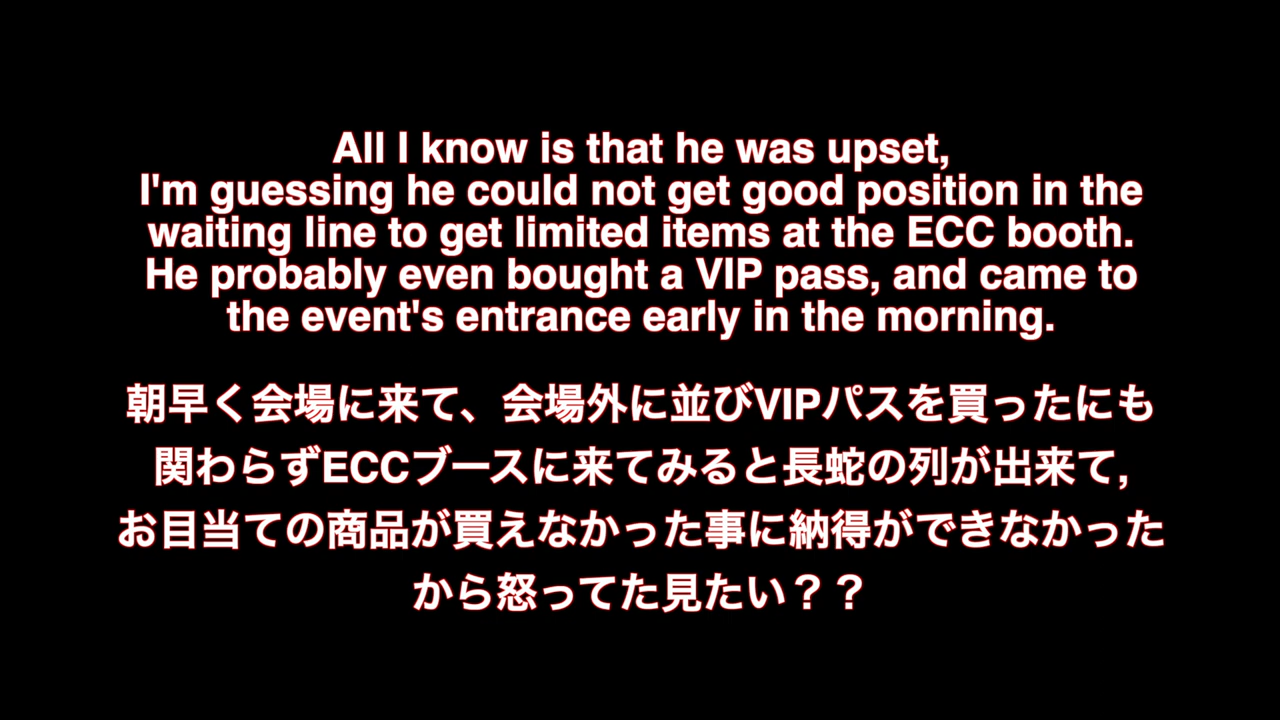 All I know is that he was upset,
I'm guessing he could not get good position in the
waiting line to get limited items at the ECC booth.
He probably even bought a VIP pass, and came to
the event's entrance early in the morning.
朝早く会場に来て、会場外に並びVIPパスを買ったにも
関わらずECCブースに来てみると長蛇の列が出来て,
お目当ての商品が買えなかった事に納得ができなかった
から怒ってた見たい？？